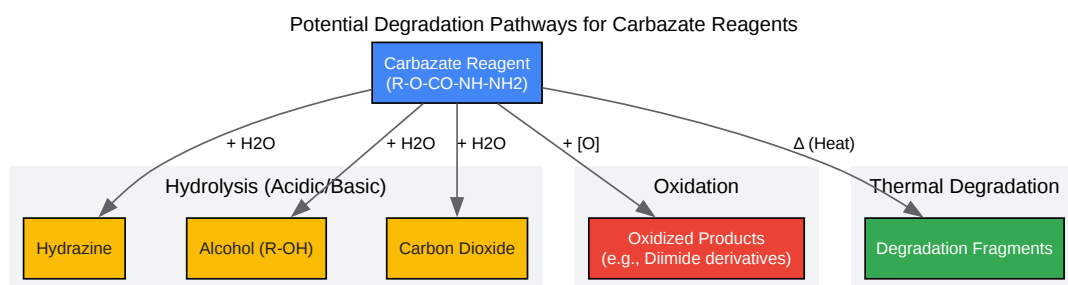 Potential Degradation Pathways for Carbazate Reagents
Carbazate Reagent
(R-O-CO-NH-NH2)
+ H2O
+ H2O
+ H2O
+ [O]
Δ (Heat)
Hydrolysis (Acidic/Basic)
Oxidation
Thermal Degradation
Hydrazine
Alcohol (R-OH)
Carbon Dioxide
Oxidized Products
(e.g., Diimide derivatives)
Degradation Fragments